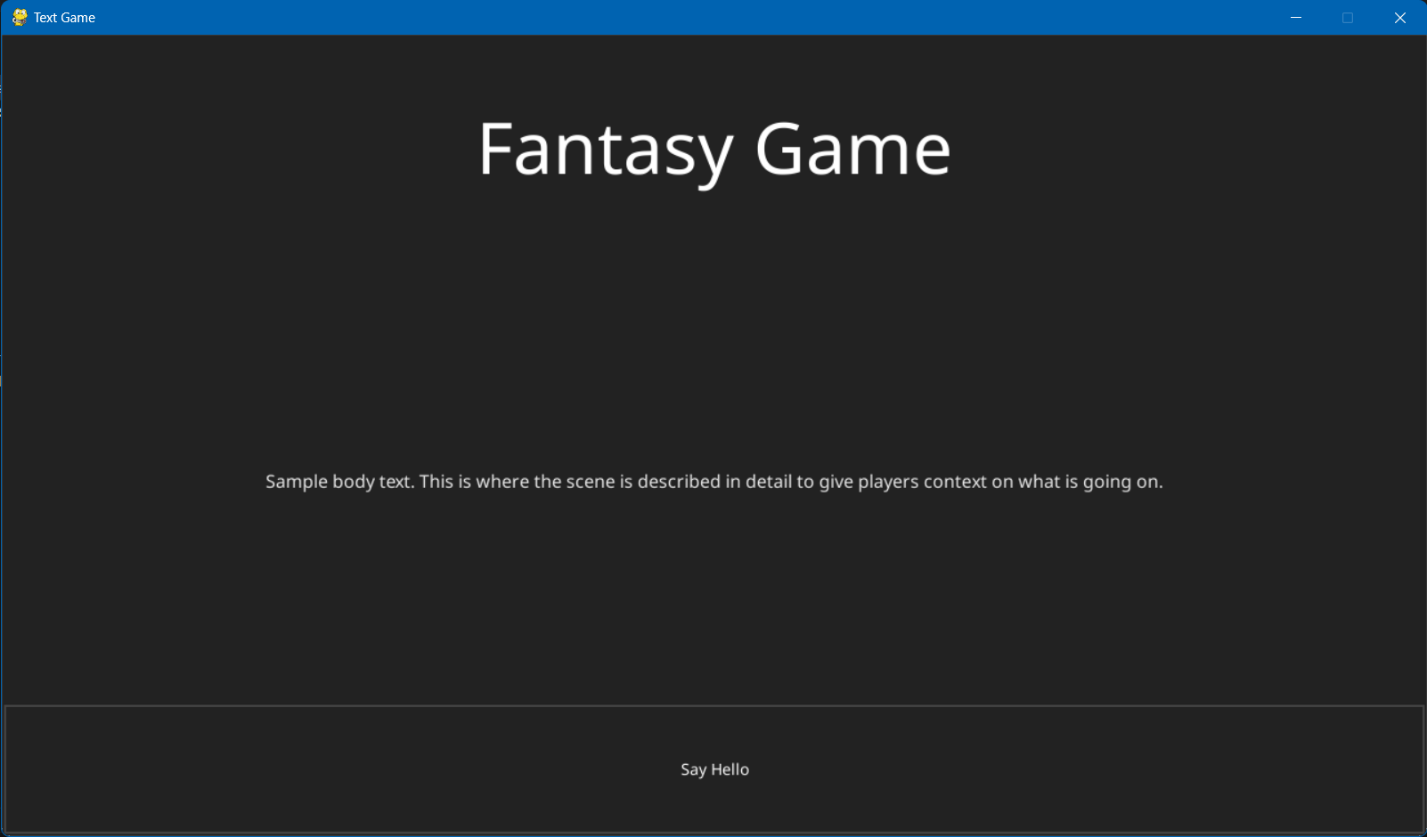 Text Game
Fantasy Game
Sample body text. This is where the scene is described in detail to give players context on what is going on.
Say Hello